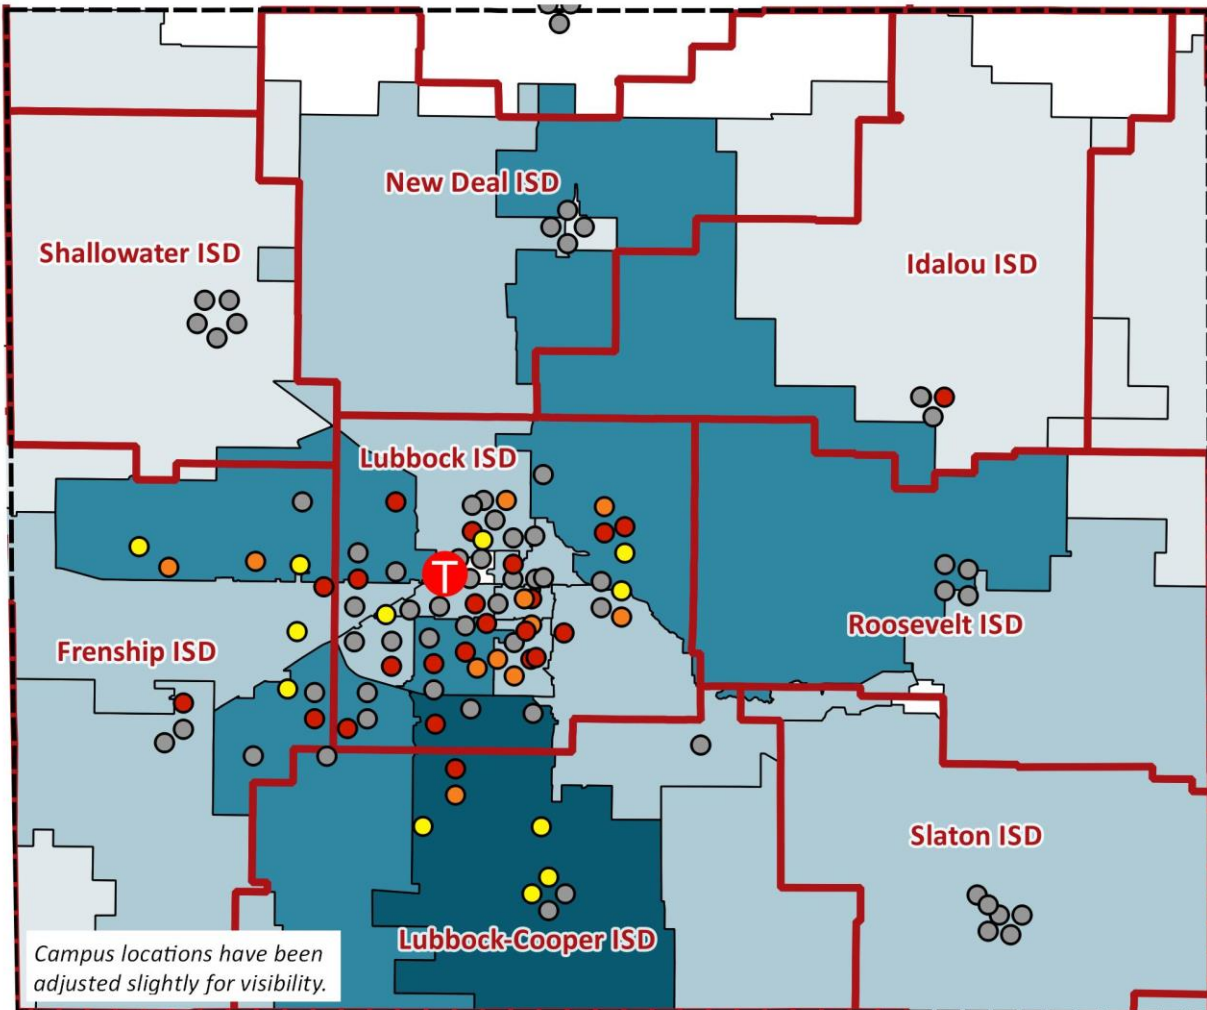 New Deal ISD
Shallowater ISD
Idalou ISD
Lubbock ISD
T
Roosevelt ISD
Frenship ISD
Slaton ISD
Lubbock-Cooper ISD
Campus locations have been
adjusted slightly for visibility.